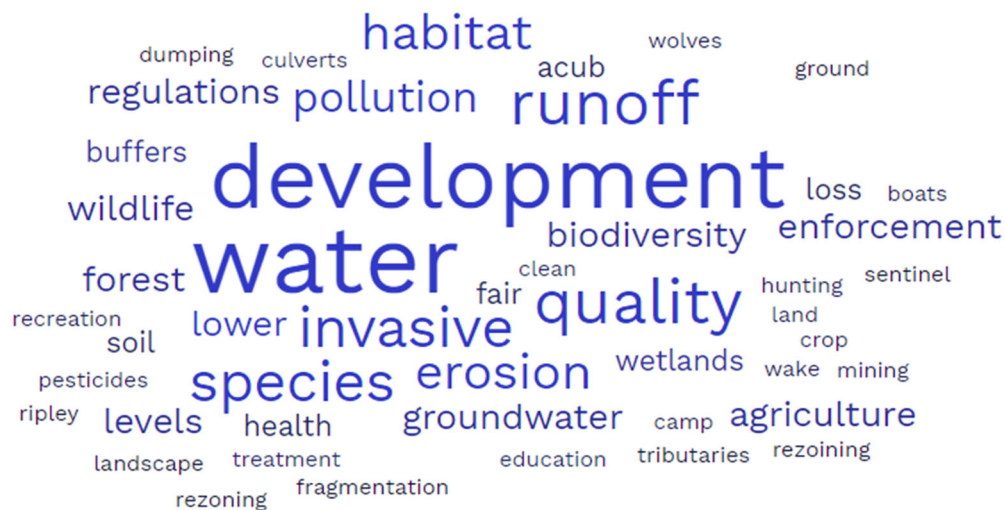 habitat
wolves
dumping
culverts
acub
ground
regulations
pollution
runoff
buffers
development
loss
boats
wildlife
biodiversity
enforcement
water
forest
clean
sentinel
fair
quality
hunting
recreation
lower
invasive
land
soil
crop
pesticides
species
erosion
wetlands
wake
mining
ripley
levels
health
groundwater
camp
agriculture
landscape
treatment
education
tributaries
rezoining
rezoning
fragmentation